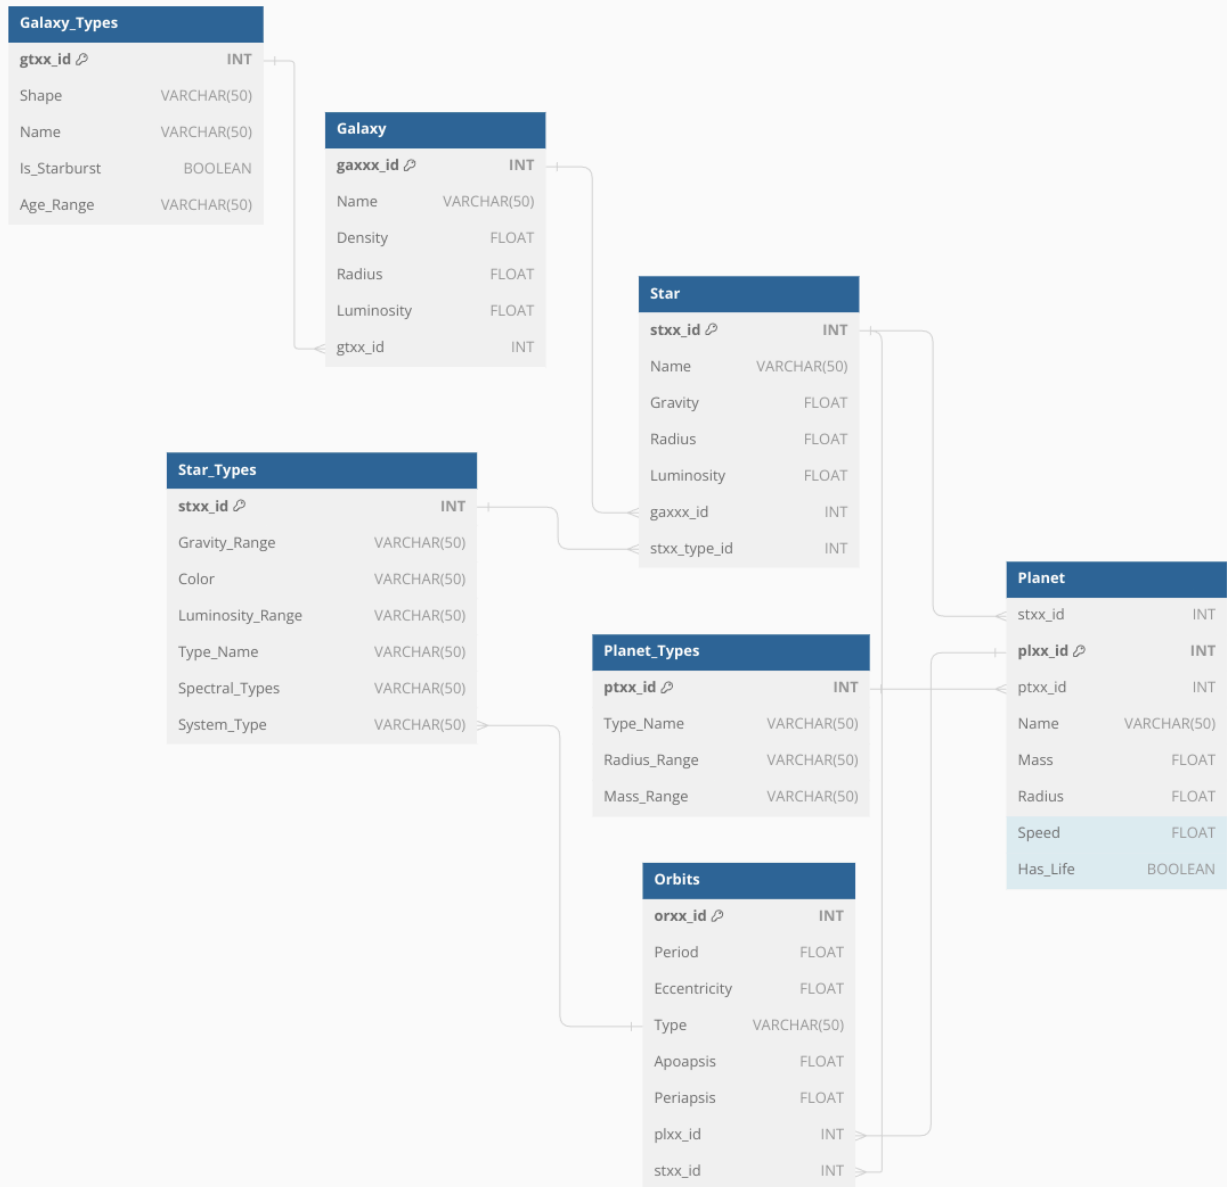 Galaxy_Types
gtxx_id INT
Shape VARCHAR(50)
Name VARCHAR(50)
Is_Starburst BOOLEAN
Age_Range VARCHAR(50)
Galaxy
gaxxx_id INT
Name VARCHAR(50)
Density FLOAT
Radius FLOAT
Luminosity FLOAT
gtxx_id INT
Star
stxx_id INT
Name VARCHAR(50)
Gravity FLOAT
Radius FLOAT
Luminosity FLOAT
gaxxx_id INT
stxx_type_id INT
Star_Types
stxx_id INT
Gravity_Range VARCHAR(50)
Color VARCHAR(50)
Luminosity_Range VARCHAR(50)
Type_Name VARCHAR(50)
Spectral_Types VARCHAR(50)
System_Type VARCHAR(50)
Planet
stxx_id INT
plxx_id INT
ptxx_id INT
Name VARCHAR(50)
Mass FLOAT
Radius FLOAT
Speed FLOAT
Has_Life BOOLEAN
Planet_Types
ptxx_id INT
Type_Name VARCHAR(50)
Radius_Range VARCHAR(50)
Mass_Range VARCHAR(50)
Orbits
orxx_id INT
Period FLOAT
Eccentricity FLOAT
Type VARCHAR(50)
Apoapsis FLOAT
Periapsis FLOAT
plxx_id INT
stxx_id INT